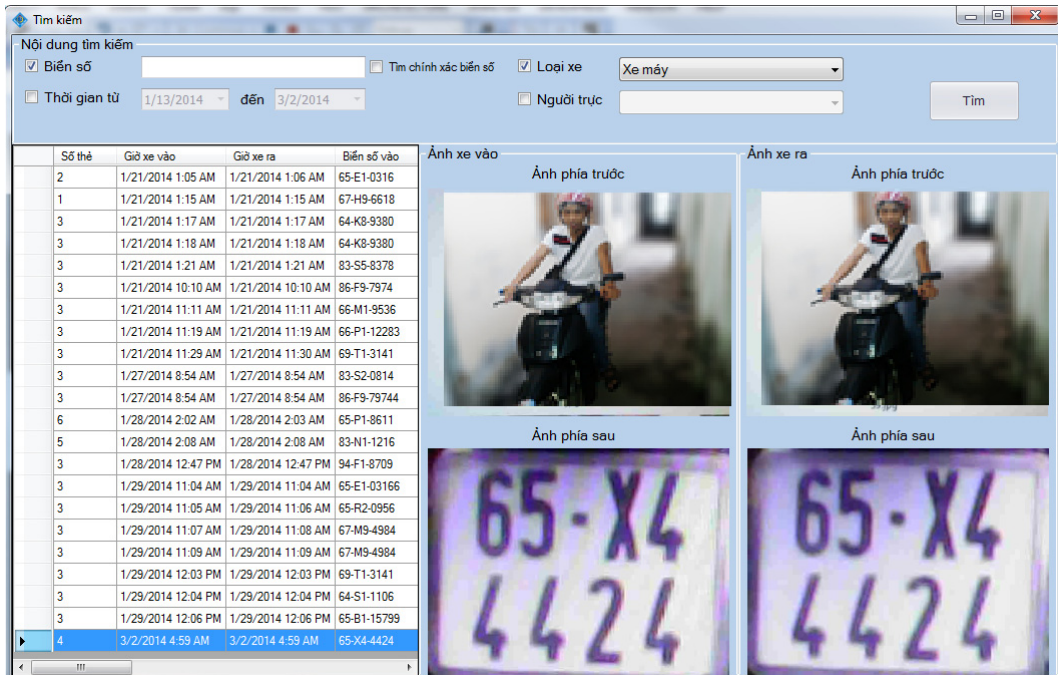 Tìm kiếm
Nội dung tìm kiếm
Biển số
Tìm chính xác biển số
Loại xe
Xe máy
Thời gian từ
1/13/2014
đến
3/2/2014
Người trực
Tìm
Số thẻ Giờ xe vào Giờ xe ra Biển số vào
2 1/21/2014 1:05 AM 1/21/2014 1:06 AM 65-E1-0316
1 1/21/2014 1:15 AM 1/21/2014 1:15 AM 67-H9-6618
3 1/21/2014 1:17 AM 1/21/2014 1:17 AM 64-K8-9380
3 1/21/2014 1:18 AM 1/21/2014 1:18 AM 64-K8-9380
3 1/21/2014 1:21 AM 1/21/2014 1:21 AM 83-S5-8378
3 1/21/2014 10:10 AM 1/21/2014 10:10 AM 86-F9-7974
3 1/21/2014 11:11 AM 1/21/2014 11:11 AM 66-M1-9536
3 1/21/2014 11:19 AM 1/21/2014 11:19 AM 66-P1-12283
3 1/21/2014 11:29 AM 1/21/2014 11:30 AM 69-T1-3141
3 1/27/2014 8:54 AM 1/27/2014 8:54 AM 83-S2-0814
3 1/27/2014 8:54 AM 1/27/2014 8:54 AM 86-F9-79744
6 1/28/2014 2:02 AM 1/28/2014 2:03 AM 65-P1-8611
5 1/28/2014 2:08 AM 1/28/2014 2:08 AM 83-N1-1216
3 1/28/2014 12:47 PM 1/28/2014 12:47 PM 94-F1-8709
3 1/29/2014 11:04 AM 1/29/2014 11:04 AM 65-E1-03166
3 1/29/2014 11:05 AM 1/29/2014 11:06 AM 65-R2-0956
3 1/29/2014 11:07 AM 1/29/2014 11:08 AM 67-M9-4984
3 1/29/2014 11:09 AM 1/29/2014 11:09 AM 67-M9-4984
3 1/29/2014 12:03 PM 1/29/2014 12:03 PM 69-T1-3141
3 1/29/2014 12:04 PM 1/29/2014 12:04 PM 64-S1-1106
3 1/29/2014 12:06 PM 1/29/2014 12:06 PM 65-B1-15799
4 3/2/2014 4:59 AM 3/2/2014 4:59 AM 65-X4-4424
Ảnh xe vào
Ảnh phía trước
Ảnh phía sau
65-X4
4424
Ảnh xe ra
Ảnh phía trước
Ảnh phía sau
65-X4
4424